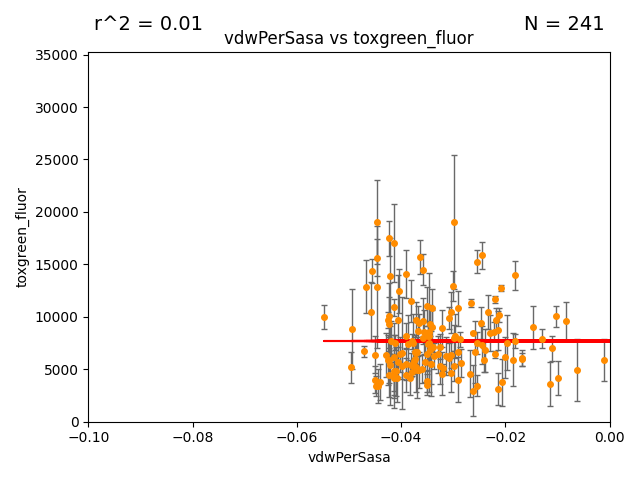 r^2 = 0.01
N = 241
vdwPerSasa vs toxgreen_fluor
35000
30000
25000
20000
15000
10000
5000
0
toxgreen_fluor
−0.10
−0.08
−0.06
−0.04
−0.02
0.00
vdwPerSasa